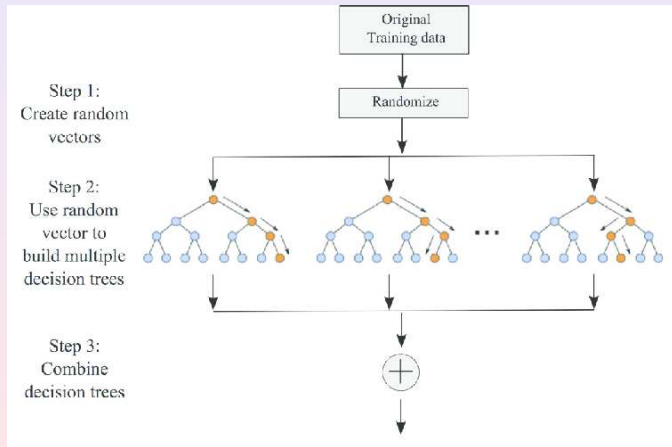 Original
Training data
Step 1:
Create random
vectors
Randomize
Step 2:
Use random
vector to
build multiple
decision trees
...
Step 3:
Combine
decision trees
+